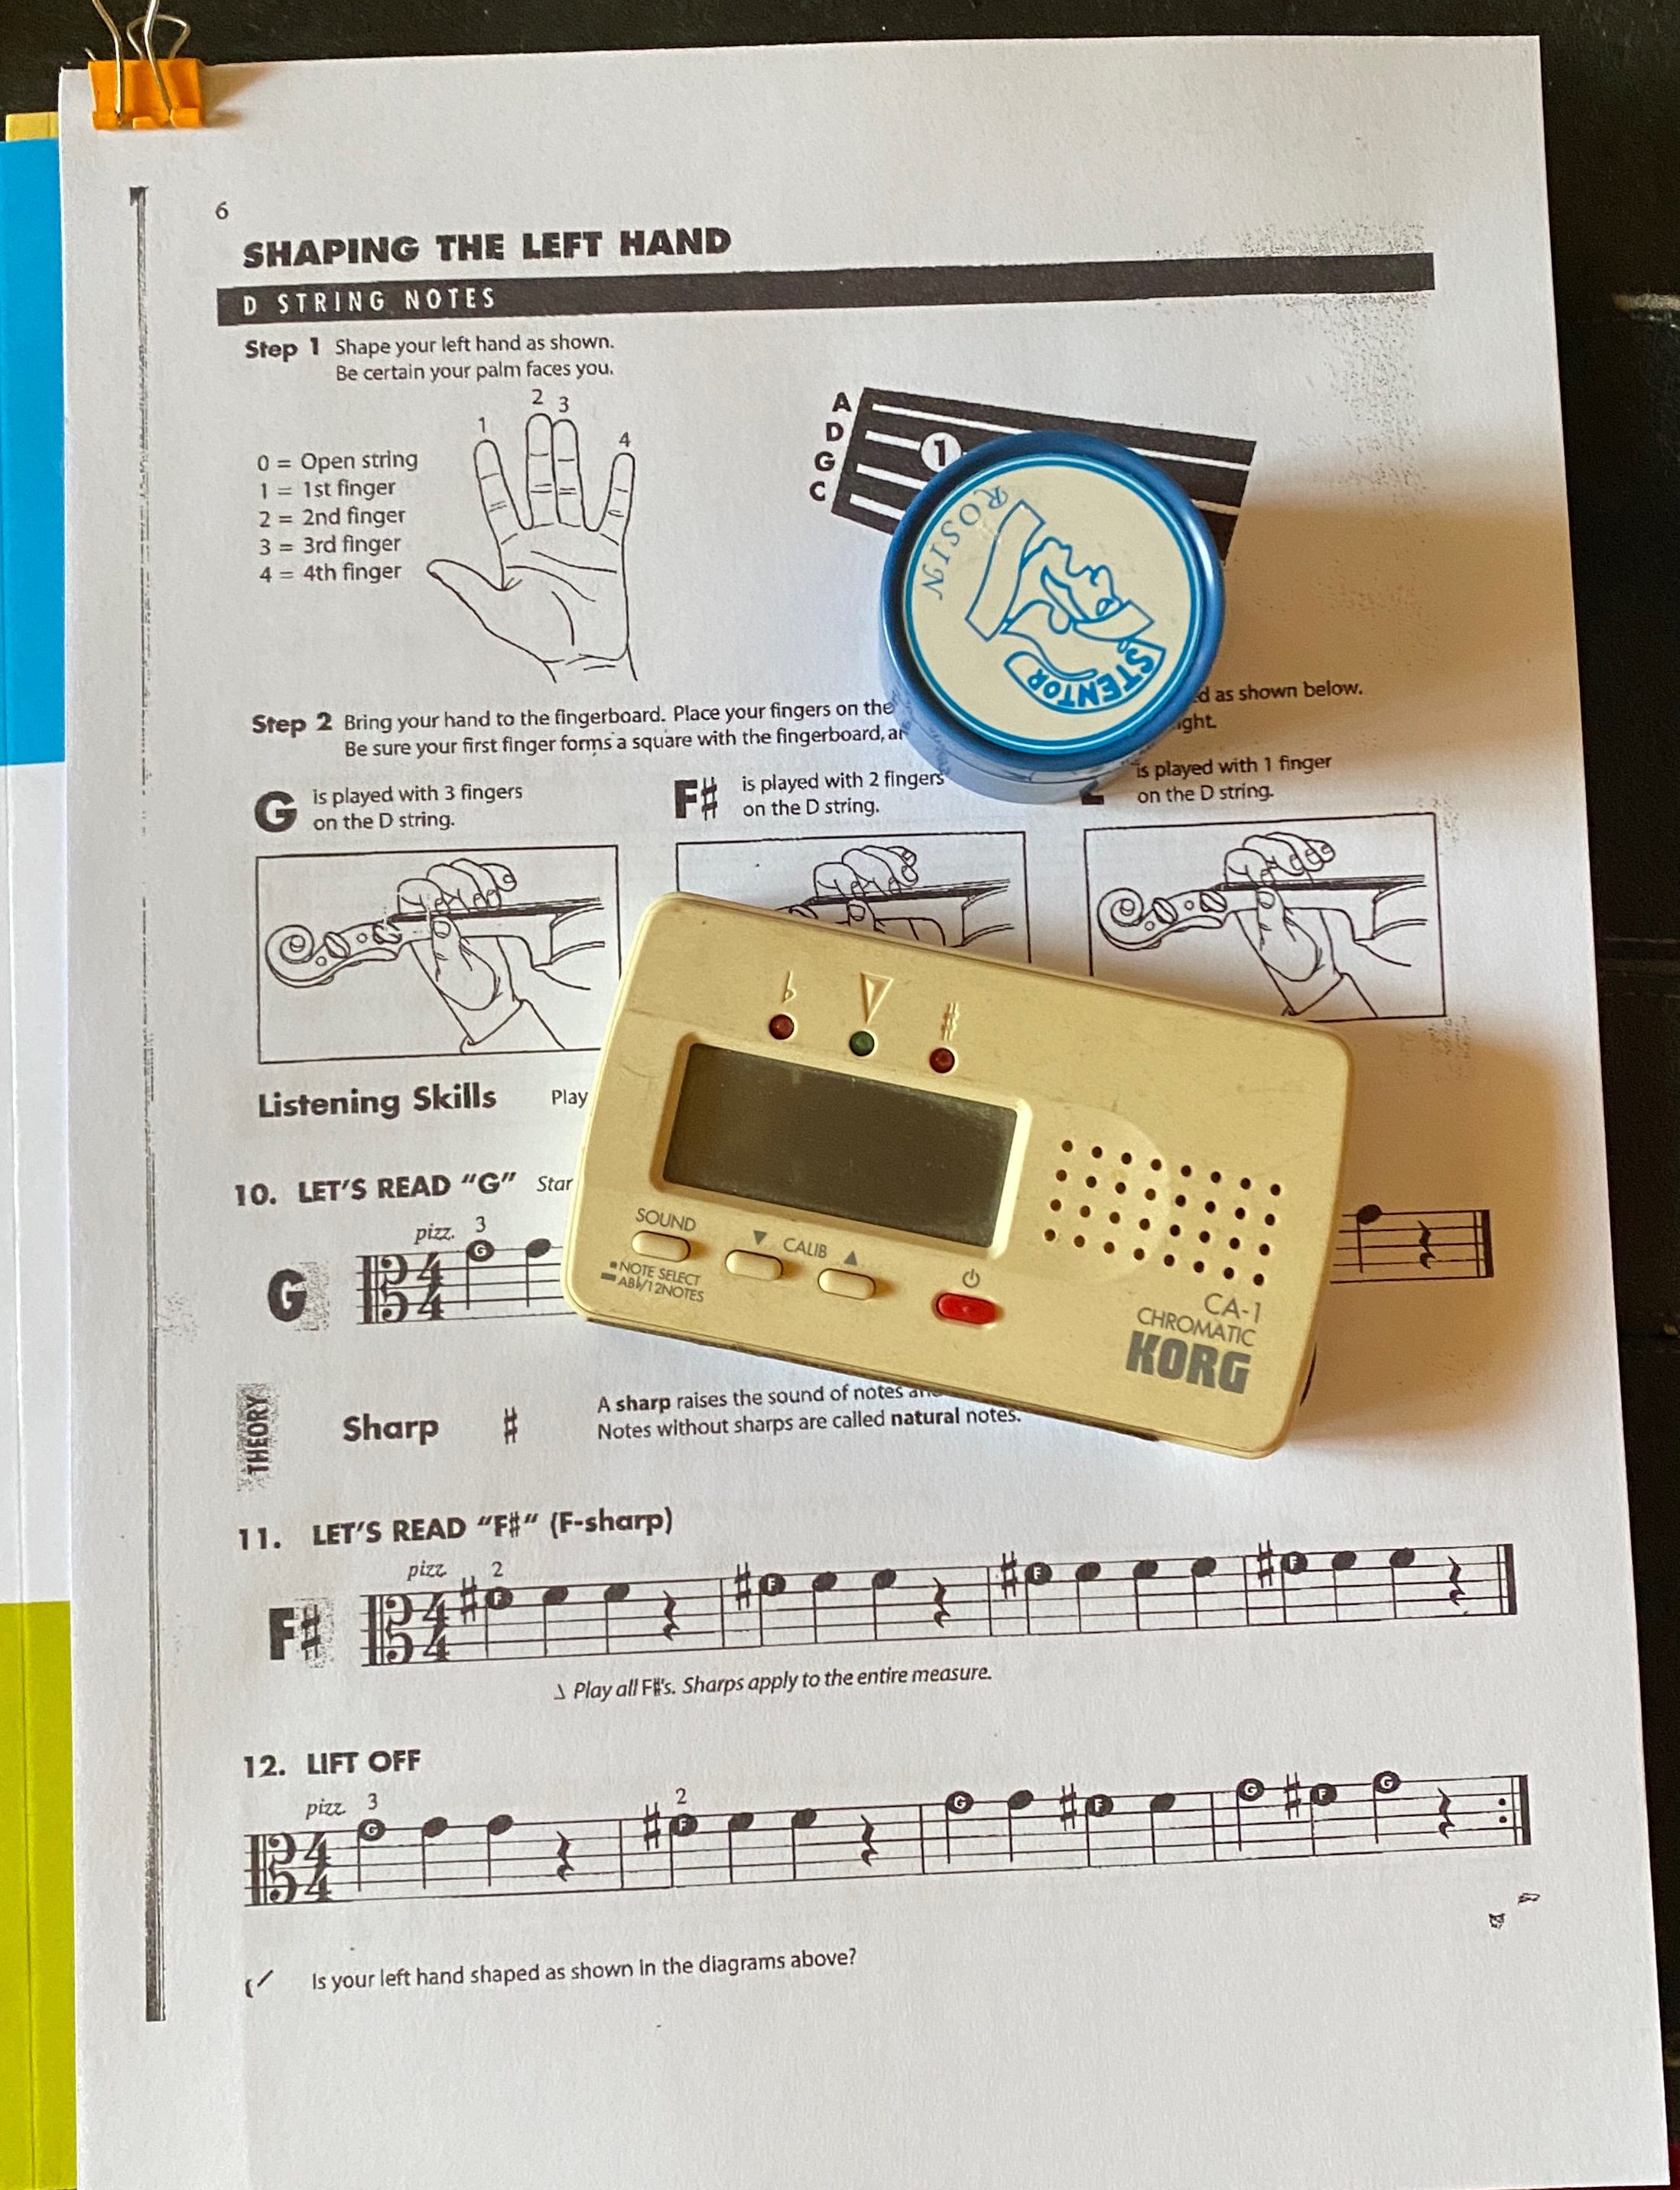 6
SHAPING THE LEFT HAND
D STRING NOTES
Step 1 Shape your left hand as shown.
Be certain your palm faces you.
0 = Open string
1 = 1st finger
2 = 2nd finger
3 = 3rd finger
4 = 4th finger
1 2 3 4
A
D
G
C
1
STENTOR
ROSIN
Step 2 Bring your hand to the fingerboard. Place your fingers on the
d as shown below.
Be sure your first finger forms a square with the fingerboard,
ght.
G is played with 3 fingers
on the D string.
F♯ is played with 2 fingers
on the D string.
is played with 1 finger
on the D string.
Listening Skills Play
10. LET'S READ "G"
pizz. 3
G
G
SOUND
▼ CALIB ▲
NOTE SELECT
AB♭/12NOTES
CA-1
CHROMATIC
KORG
THEORY
Sharp ♯
A sharp raises the sound of notes
Notes without sharps are called natural notes.
11. LET'S READ "F♯" (F-sharp)
pizz. 2
F♯
F F F F
Play all F♯'s. Sharps apply to the entire measure.
12. LIFT OFF
pizz. 3 2
G F G F G F G
Is your left hand shaped as shown in the diagrams above?